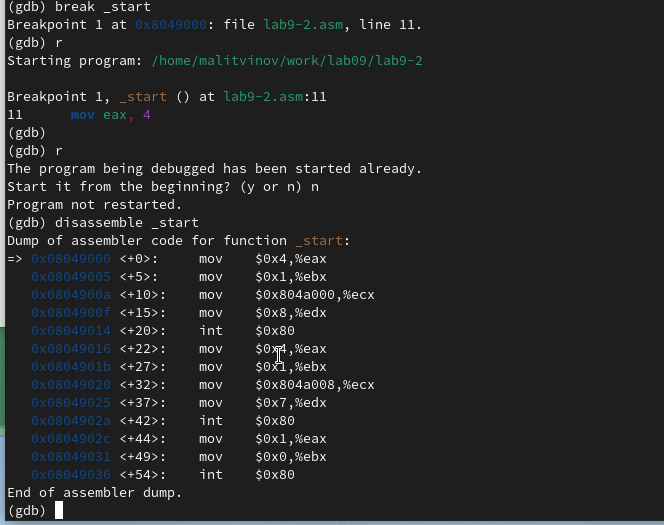 (gdb) break _start
Breakpoint 1 at 0x8049000: file lab9-2.asm, line 11.
(gdb) r
Starting program: /home/malitvinov/work/lab09/lab9-2

Breakpoint 1, _start () at lab9-2.asm:11
11      mov eax, 4
(gdb)
(gdb) r
The program being debugged has been started already.
Start it from the beginning? (y or n) n
Program not restarted.
(gdb) disassemble _start
Dump of assembler code for function _start:
=> 0x08049000 <+0>:     mov    $0x4,%eax
   0x08049005 <+5>:     mov    $0x1,%ebx
   0x0804900a <+10>:    mov    $0x804a000,%ecx
   0x0804900f <+15>:    mov    $0x8,%edx
   0x08049014 <+20>:    int    $0x80
   0x08049016 <+22>:    mov    $0x4,%eax
   0x0804901b <+27>:    mov    $0x1,%ebx
   0x08049020 <+32>:    mov    $0x804a008,%ecx
   0x08049025 <+37>:    mov    $0x7,%edx
   0x0804902a <+42>:    int    $0x80
   0x0804902c <+44>:    mov    $0x1,%eax
   0x08049031 <+49>:    mov    $0x0,%ebx
   0x08049036 <+54>:    int    $0x80
End of assembler dump.
(gdb)